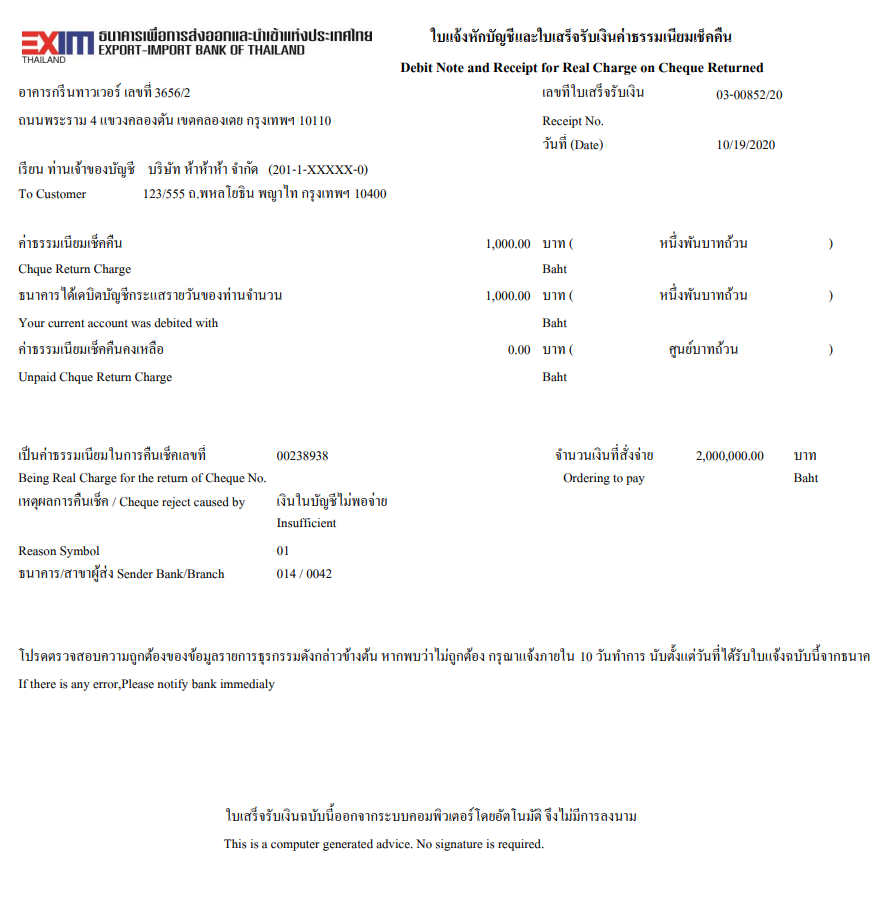 EXIM THAILAND ธนาคารเพื่อการส่งออกและนำเข้าแห่งประเทศไทย
EXPORT-IMPORT BANK OF THAILAND
ใบแจ้งหักบัญชีและใบเสร็จรับเงินค่าธรรมเนียมเช็คคืน
Debit Note and Receipt for Real Charge on Cheque Returned
อาคารกรีนทาวเวอร์ เลขที่ 3656/2
ถนนพระราม 4 แขวงคลองตัน เขตคลองเตย กรุงเทพฯ 10110
เลขที่ใบเสร็จรับเงิน 03-00852/20
Receipt No.
วันที่ (Date) 10/19/2020
เรียน ท่านเจ้าของบัญชี บริษัท ห้าห้าห้า จำกัด (201-1-XXXXX-0)
To Customer 123/555 ถ.พหลโยธิน พญาไท กรุงเทพฯ 10400
ค่าธรรมเนียมเช็คคืน 1,000.00 บาท ( หนึ่งพันบาทถ้วน )
Chque Return Charge Baht
ธนาคารได้เดบิตบัญชีกระแสรายวันของท่านจำนวน 1,000.00 บาท ( หนึ่งพันบาทถ้วน )
Your current account was debited with Baht
ค่าธรรมเนียมเช็คคืนคงเหลือ 0.00 บาท ( ศูนย์บาทถ้วน )
Unpaid Chque Return Charge Baht
เป็นค่าธรรมเนียมในการคืนเช็คเลขที่ 00238938 จำนวนเงินที่สั่งจ่าย 2,000,000.00 บาท
Being Real Charge for the return of Cheque No. Ordering to pay Baht
เหตุผลการคืนเช็ค / Cheque reject caused by เงินในบัญชีไม่พอจ่าย
Insufficient
Reason Symbol 01
ธนาคาร/สาขาผู้ส่ง Sender Bank/Branch 014 / 0042
โปรดตรวจสอบความถูกต้องของข้อมูลรายการธุรกรรมดังกล่าวข้างต้น หากพบว่าไม่ถูกต้อง กรุณาแจ้งภายใน 10 วันทำการ นับตั้งแต่วันที่ได้รับใบแจ้งฉบับนี้จากธนาค
If there is any error,Please notify bank immedialy
ใบเสร็จรับเงินฉบับนี้ออกจากระบบคอมพิวเตอร์โดยอัตโนมัติ จึงไม่มีการลงนาม
This is a computer generated advice. No signature is required.